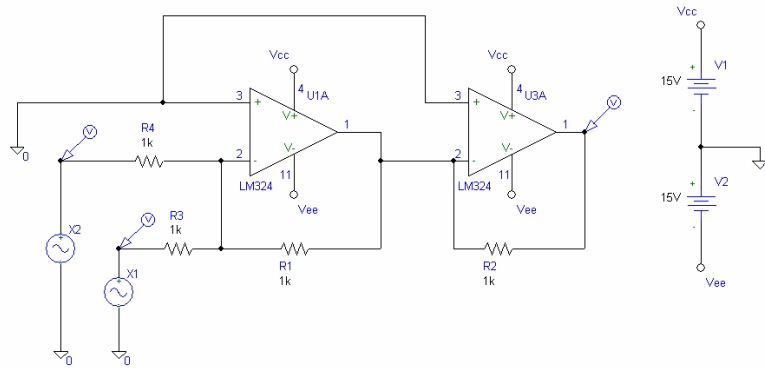 Vcc
Vcc
Vcc
4
U1A
4
U3A
V1
15V
+
-
3
+
V+
1
3
+
V+
1
V
V
R4
1k
0
2
-
V-
11
LM324
Vee
2
-
V-
11
LM324
Vee
V2
15V
+
-
V
X2
+
R3
1k
R1
1k
R2
1k
X1
+
Vee
0
0